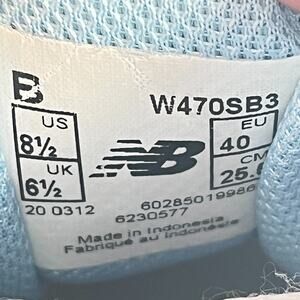 B W470SB3
US EU
8½ 40
UK CM
6½ 25.5
20 0312 60285019986
6230577
Made in Indonesia
Fabriqué au Indonésie